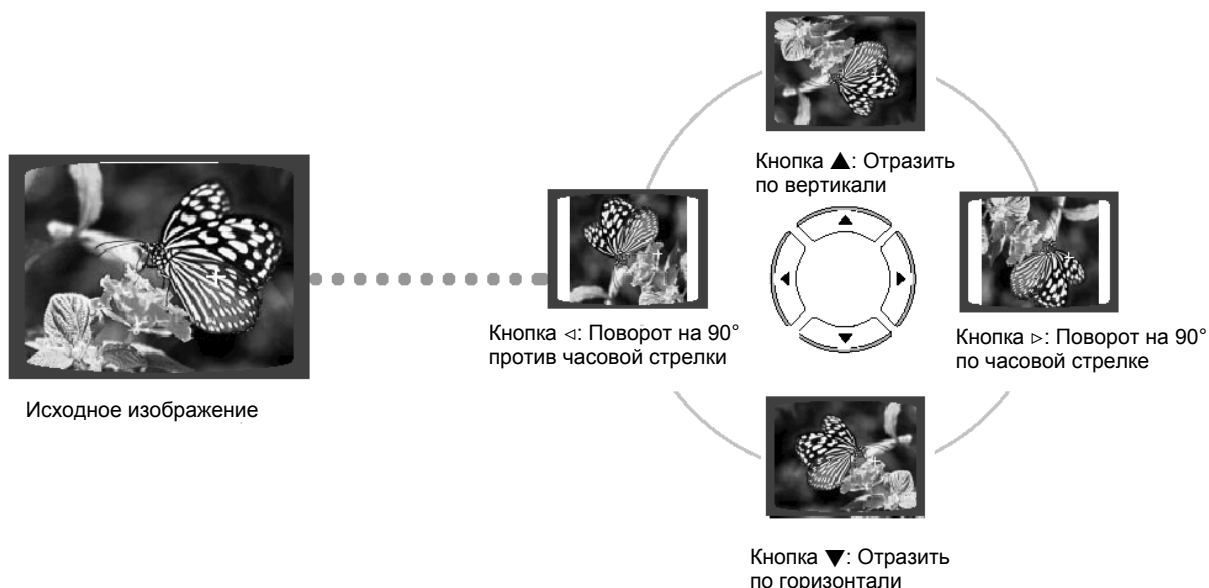 Кнопка ▲: Отразить
по вертикали
Кнопка ◁: Поворот на 90°
против часовой стрелки
Кнопка ▷: Поворот на 90°
по часовой стрелке
Исходное изображение
Кнопка ▼: Отразить
по горизонтали